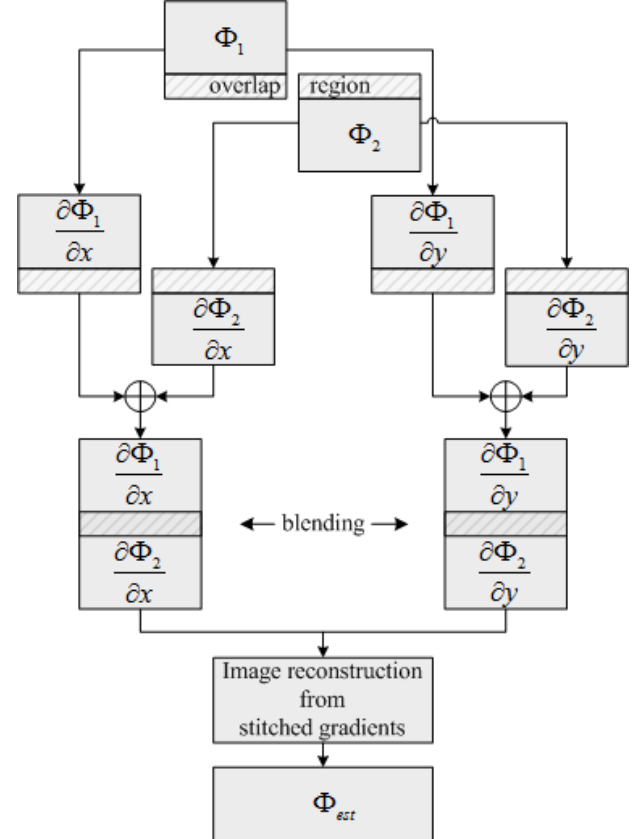 Φ₁
overlap region
Φ₂
∂Φ₁/∂x
∂Φ₁/∂y
∂Φ₂/∂x
∂Φ₂/∂y
∂Φ₁/∂x
∂Φ₁/∂y
blending
∂Φ₂/∂x
∂Φ₂/∂y
Image reconstruction
from
stitched gradients
Φest